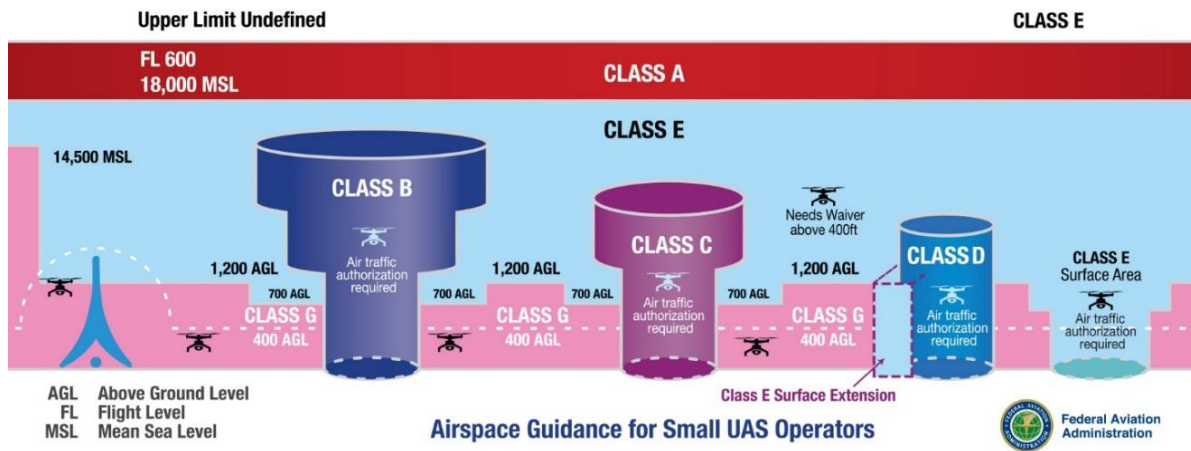 Upper Limit Undefined
CLASS E
FL 600
18,000 MSL
CLASS A
CLASS E
14,500 MSL
CLASS B
Air traffic
authorization
required
CLASS C
Air traffic
authorization
required
Needs Waiver
above 400ft
CLASS D
Air traffic
authorization
required
CLASS E
Surface Area
Air traffic
authorization
required
1,200 AGL
700 AGL
CLASS G
400 AGL
700 AGL
1,200 AGL
700 AGL
CLASS G
400 AGL
700 AGL
1,200 AGL
CLASS G
400 AGL
Class E Surface Extension
AGL Above Ground Level
FL Flight Level
MSL Mean Sea Level
Airspace Guidance for Small UAS Operators
FEDERAL AVIATION
ADMINISTRATION
Federal Aviation
Administration